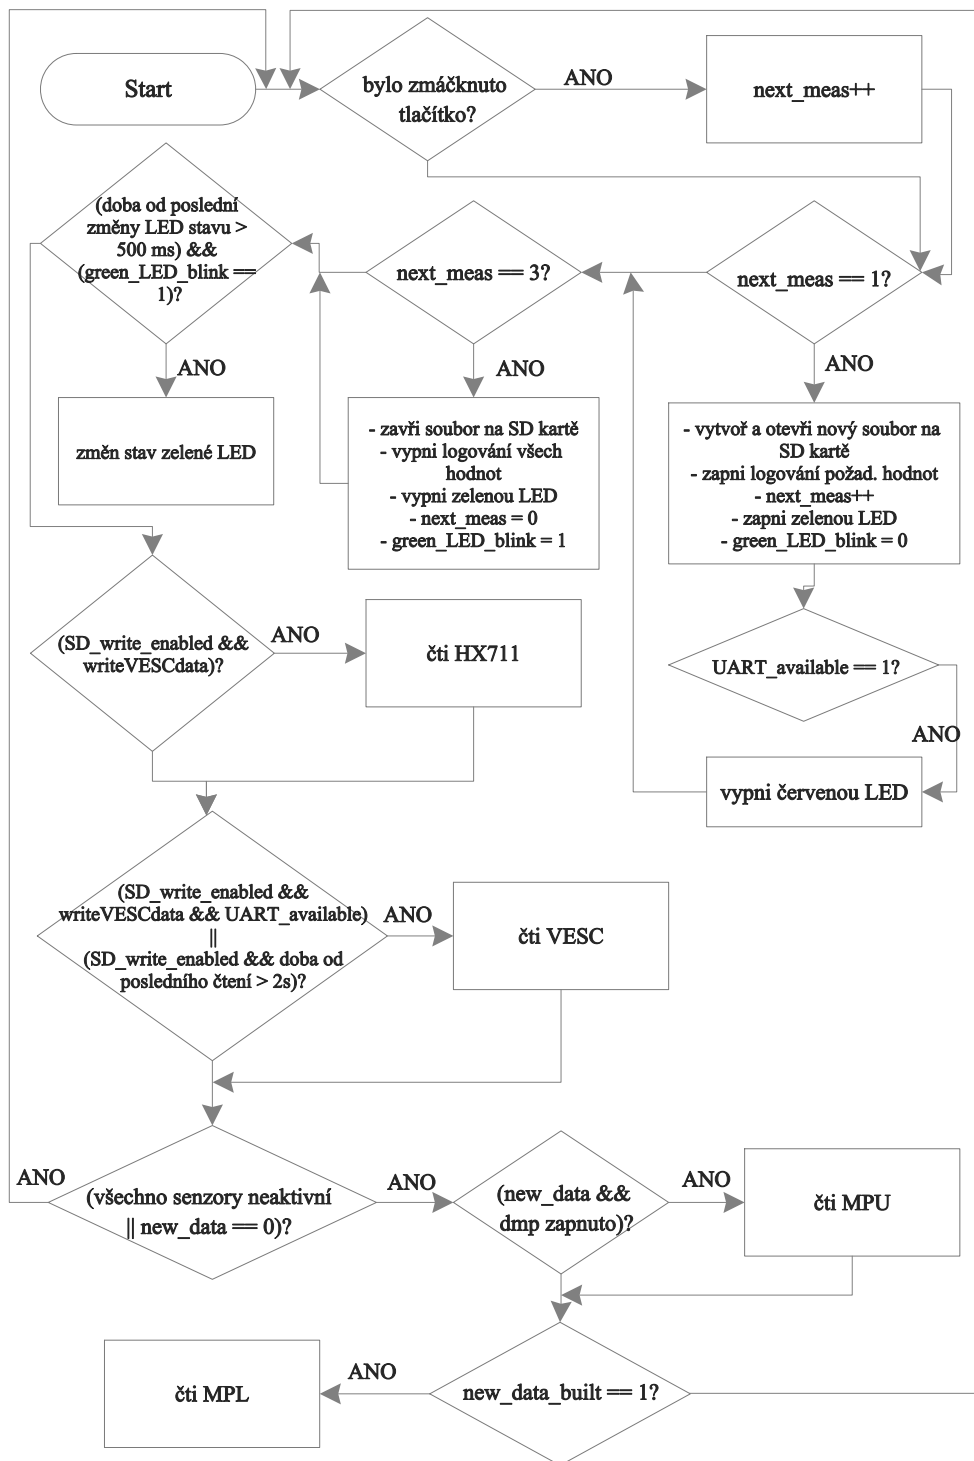 Start
bylo zmáčknuto
tlačítko?
ANO
next_meas++
(doba od poslední
změny LED stavu >
500 ms) &&
(green_LED_blink ==
1)?
next_meas == 3?
next_meas == 1?
ANO
ANO
ANO
změn stav zelené LED
- zavři soubor na SD kartě
- vypni logování všech
hodnot
- vypni zelenou LED
- next_meas = 0
- green_LED_blink = 1
- vytvoř a otevři nový soubor na
SD kartě
- zapni logování požad. hodnot
- next_meas++
- zapni zelenou LED
- green_LED_blink = 0
(SD_write_enabled &&
writeVESCdata)?
ANO
čti HX711
UART_available == 1?
ANO
vypni červenou LED
(SD_write_enabled &&
writeVESCdata && UART_available)
||
(SD_write_enabled && doba od
posledního čtení > 2s)?
ANO
čti VESC
ANO
(všechno senzory neaktivní
|| new_data == 0)?
ANO
(new_data &&
dmp zapnuto)?
ANO
čti MPU
čti MPL
ANO
new_data_built == 1?